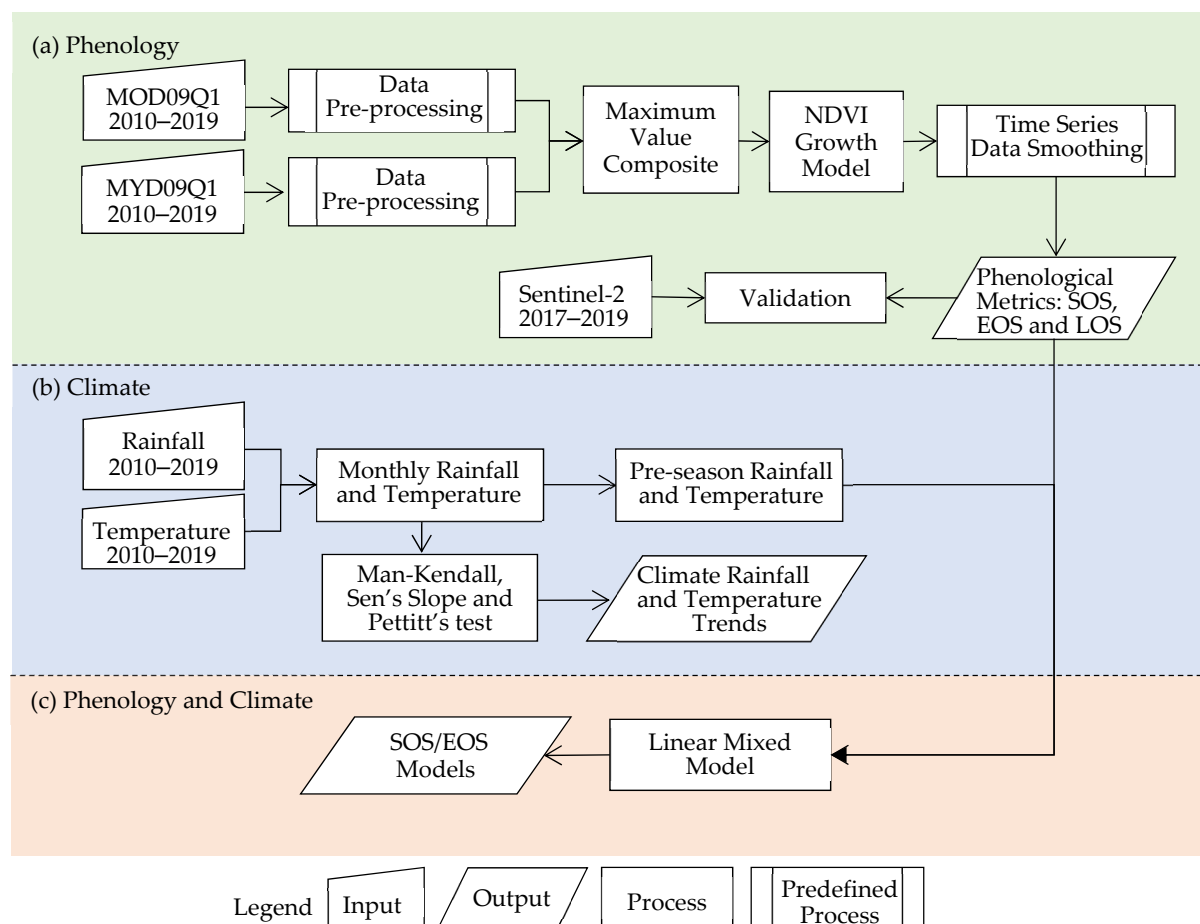 (a) Phenology
MOD09Q1
2010–2019
Data
Pre-processing
MYD09Q1
2010–2019
Data
Pre-processing
Maximum
Value
Composite
NDVI
Growth
Model
Time Series
Data Smoothing
Sentinel-2
2017–2019
Validation
Phenological
Metrics: SOS,
EOS and LOS
(b) Climate
Rainfall
2010–2019
Temperature
2010–2019
Monthly Rainfall
and Temperature
Pre-season Rainfall
and Temperature
Man-Kendall,
Sen's Slope and
Pettitt's test
Climate Rainfall
and Temperature
Trends
(c) Phenology and Climate
SOS/EOS
Models
Linear Mixed
Model
Legend
Input
Output
Process
Predefined
Process